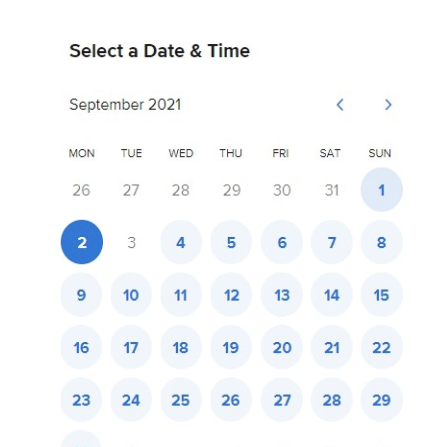 Select a Date & Time
September 2021
MON TUE WED THU FRI SAT SUN
26 27 28 29 30 31 1
2 3 4 5 6 7 8
9 10 11 12 13 14 15
16 17 18 19 20 21 22
23 24 25 26 27 28 29